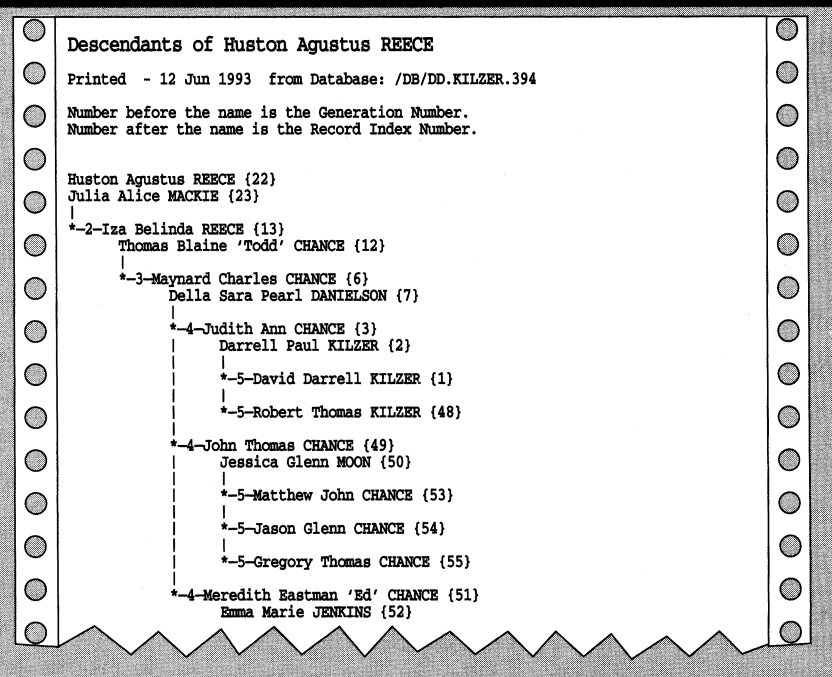 Descendants of Huston Agustus REECE
Printed - 12 Jun 1993 from Database: /DB/DD.KILZER.394
Number before the name is the Generation Number.
Number after the name is the Record Index Number.
Huston Agustus REECE {22}
Julia Alice MACKIE {23}
|
*—2—Iza Belinda REECE {13}
Thomas Blaine 'Todd' CHANCE {12}
|
*—3—Maynard Charles CHANCE {6}
Della Sara Pearl DANIELSON {7}
|
*—4—Judith Ann CHANCE {3}
| Darrell Paul KILZER {2}
| |
| *—5—David Darrell KILZER {1}
| |
| *—5—Robert Thomas KILZER {48}
|
*—4—John Thomas CHANCE {49}
| Jessica Glenn MOON {50}
| |
| *—5—Matthew John CHANCE {53}
| |
| *—5—Jason Glenn CHANCE {54}
| |
| *—5—Gregory Thomas CHANCE {55}
|
*—4—Meredith Eastman 'Ed' CHANCE {51}
Emma Marie JENKINS {52}